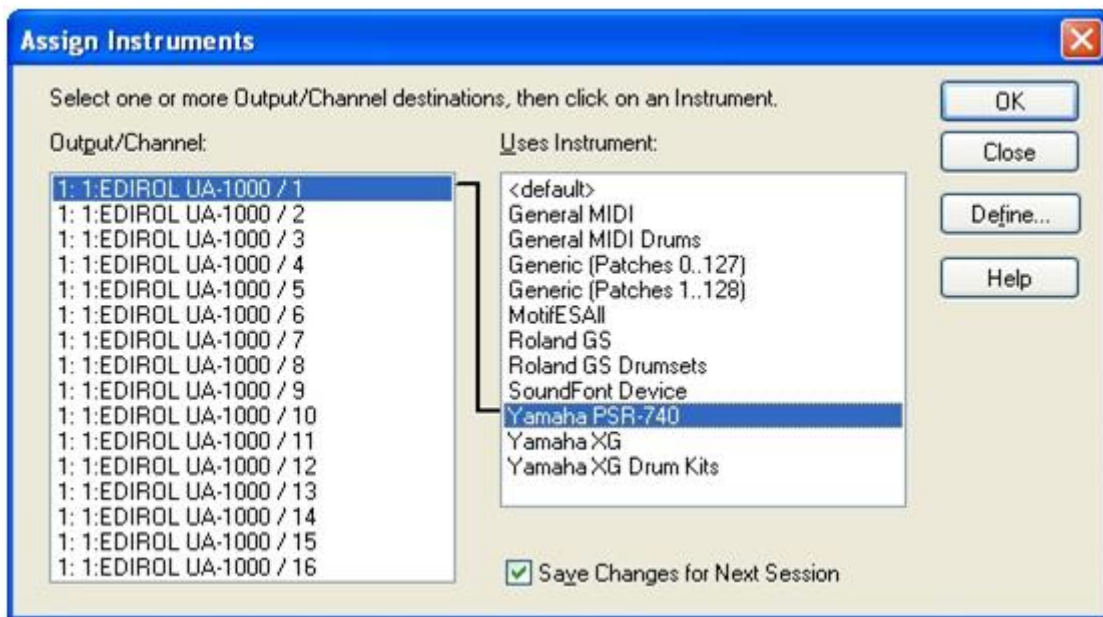 Assign Instruments
Select one or more Output/Channel destinations, then click on an Instrument.
Output/Channel:
1: 1:EDIROL UA-1000 / 1
1: 1:EDIROL UA-1000 / 2
1: 1:EDIROL UA-1000 / 3
1: 1:EDIROL UA-1000 / 4
1: 1:EDIROL UA-1000 / 5
1: 1:EDIROL UA-1000 / 6
1: 1:EDIROL UA-1000 / 7
1: 1:EDIROL UA-1000 / 8
1: 1:EDIROL UA-1000 / 9
1: 1:EDIROL UA-1000 / 10
1: 1:EDIROL UA-1000 / 11
1: 1:EDIROL UA-1000 / 12
1: 1:EDIROL UA-1000 / 13
1: 1:EDIROL UA-1000 / 14
1: 1:EDIROL UA-1000 / 15
1: 1:EDIROL UA-1000 / 16
Uses Instrument:
<default>
General MIDI
General MIDI Drums
Generic (Patches 0..127)
Generic (Patches 1..128)
MotifESAll
Roland GS
Roland GS Drumsets
SoundFont Device
Yamaha PSR-740
Yamaha XG
Yamaha XG Drum Kits
Save Changes for Next Session
OK
Close
Define...
Help